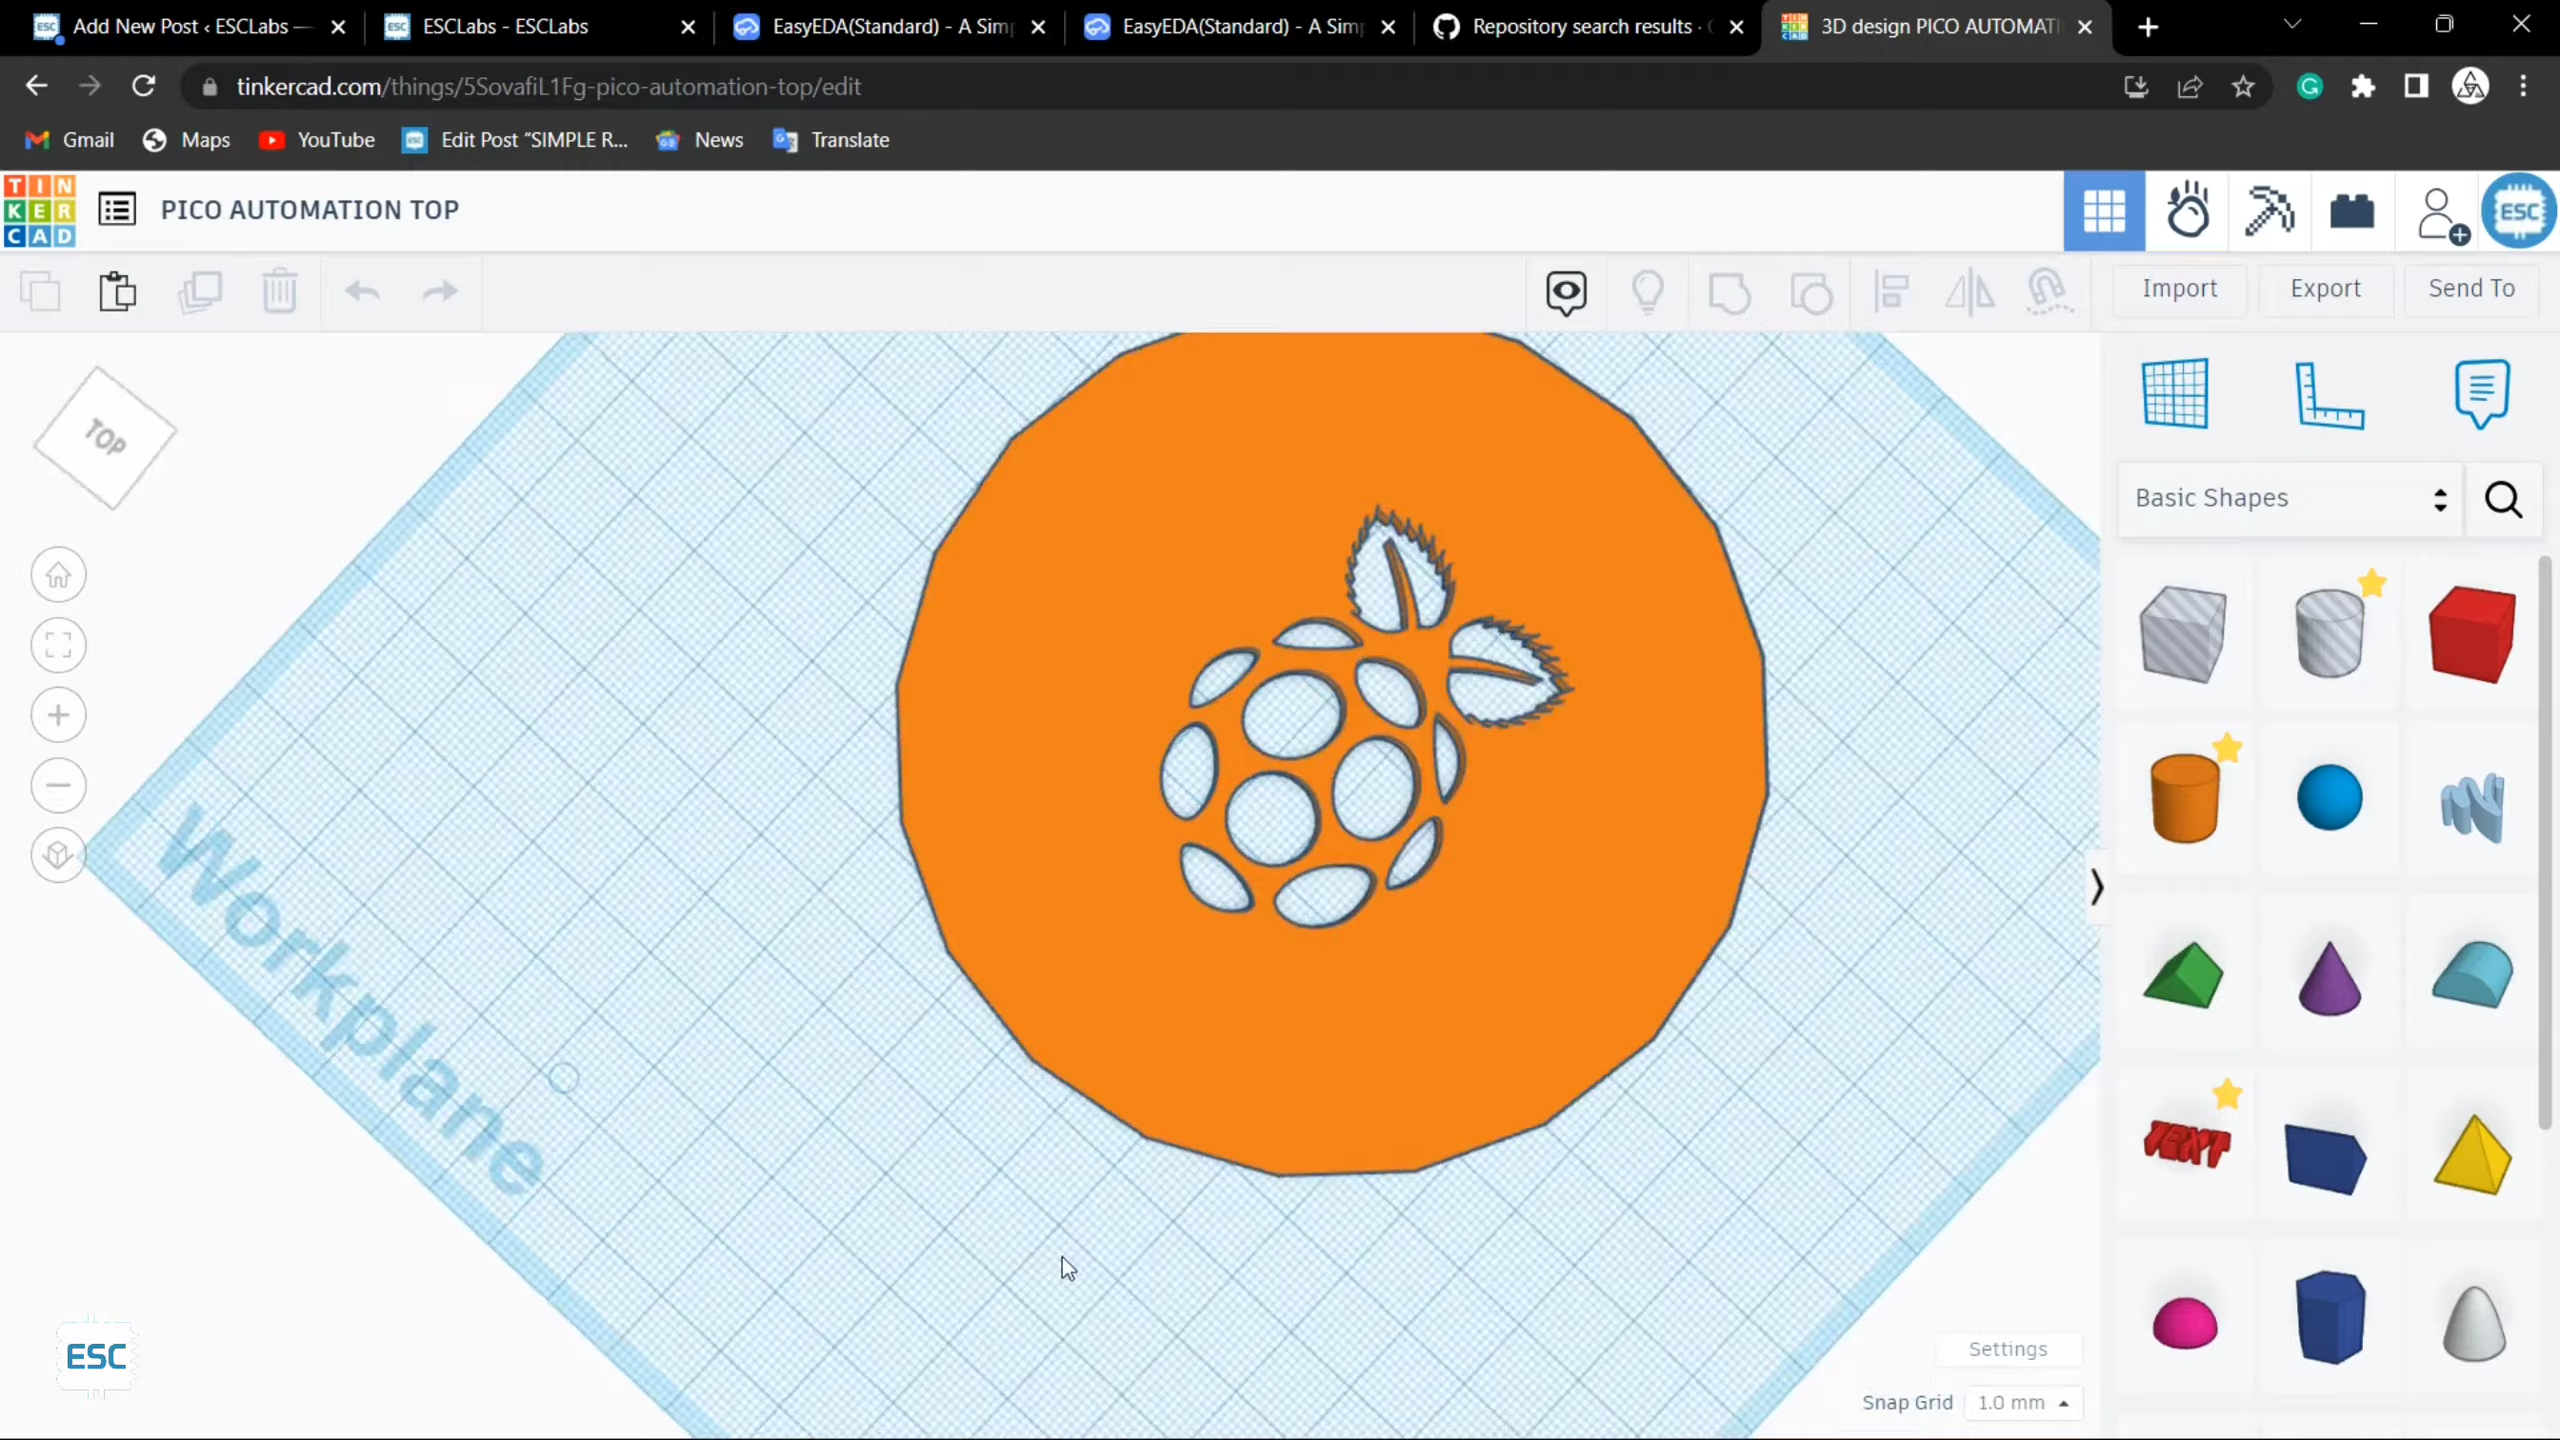 Add New Post ‹ ESCLabs —
ESCLabs - ESCLabs
EasyEDA(Standard) - A Sim
EasyEDA(Standard) - A Sim
Repository search results ·
3D design PICO AUTOMATI
tinkercad.com/things/5SovafiL1Fg-pico-automation-top/edit
Gmail
Maps
YouTube
Edit Post “SIMPLE R...
News
Translate
TIN
KER
CAD
PICO AUTOMATION TOP
ESC
Import
Export
Send To
TOP
Basic Shapes
Workplane
TEXT
ESC
Settings
Snap Grid 1.0 mm